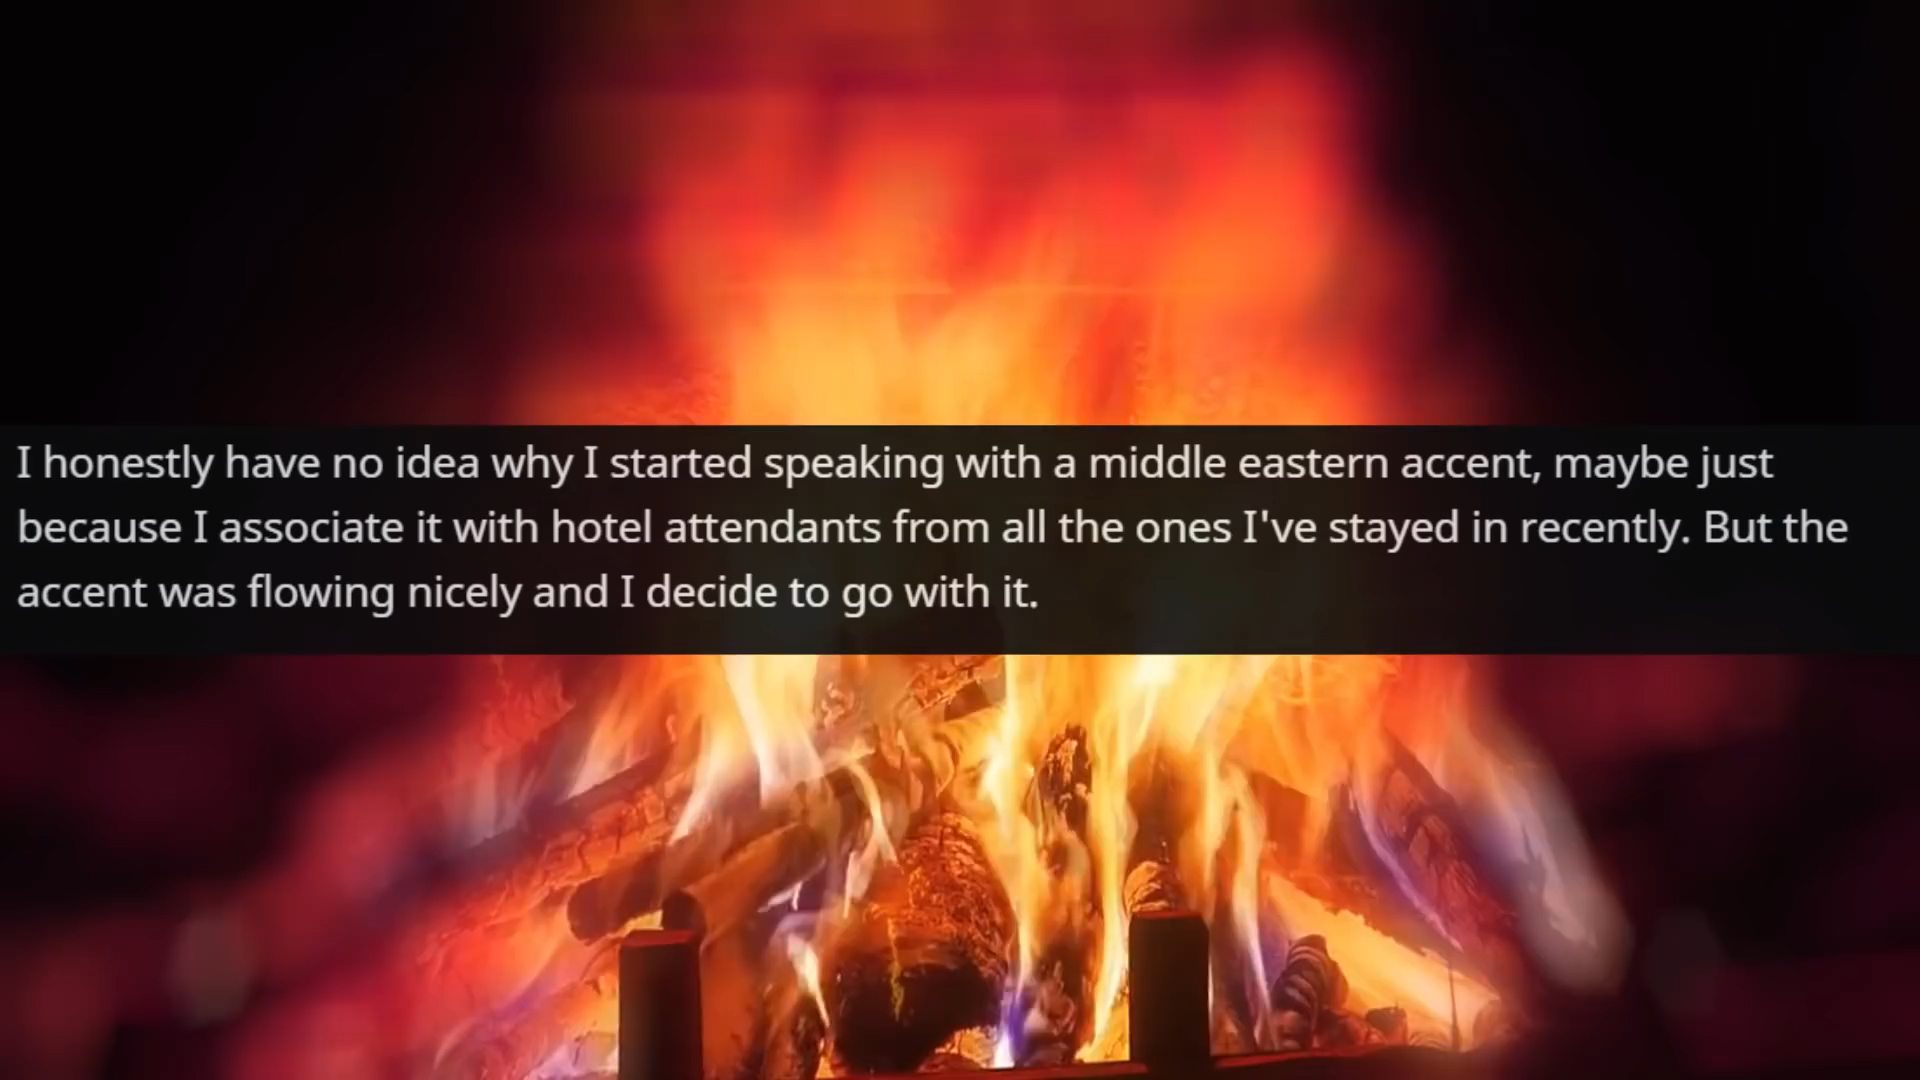 I honestly have no idea why I started speaking with a middle eastern accent, maybe just
because I associate it with hotel attendants from all the ones I've stayed in recently. But the
accent was flowing nicely and I decide to go with it.